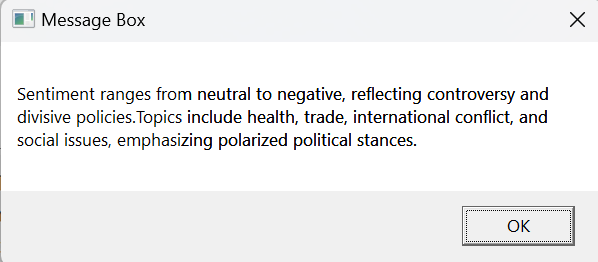 Message Box
Sentiment ranges from neutral to negative, reflecting controversy and
divisive policies.Topics include health, trade, international conflict, and
social issues, emphasizing polarized political stances.
OK